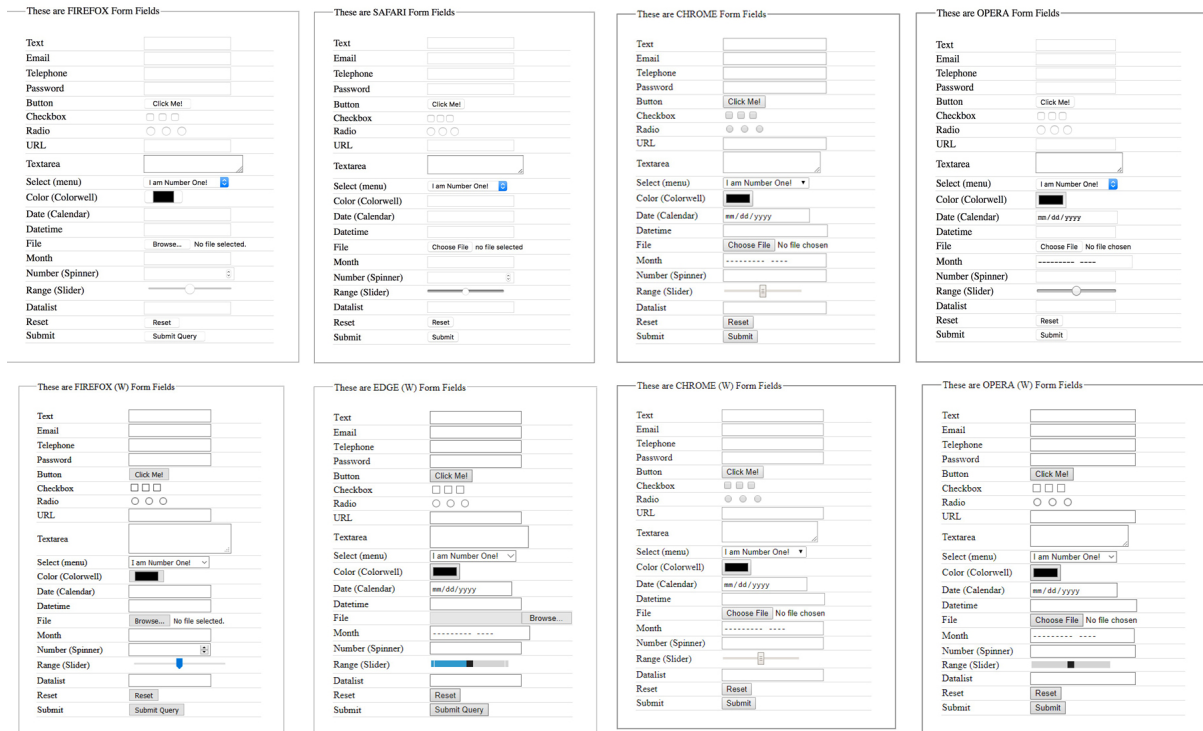 These are FIREFOX Form Fields
Text
Email
Telephone
Password
Button Click Me!
Checkbox
Radio
URL
Textarea
Select (menu) I am Number One!
Color (Colorwell)
Date (Calendar)
Datetime
File Browse... No file selected.
Month
Number (Spinner)
Range (Slider)
Datalist
Reset Reset
Submit Submit Query
These are SAFARI Form Fields
Text
Email
Telephone
Password
Button Click Me!
Checkbox
Radio
URL
Textarea
Select (menu) I am Number One!
Color (Colorwell)
Date (Calendar)
Datetime
File Choose File no file selected
Month
Number (Spinner)
Range (Slider)
Datalist
Reset Reset
Submit Submit
These are CHROME Form Fields
Text
Email
Telephone
Password
Button Click Me!
Checkbox
Radio
URL
Textarea
Select (menu) I am Number One!
Color (Colorwell)
Date (Calendar) mm/dd/yyyy
Datetime
File Choose File No file chosen
Month --------- ----
Number (Spinner)
Range (Slider)
Datalist
Reset Reset
Submit Submit
These are OPERA Form Fields
Text
Email
Telephone
Password
Button Click Me!
Checkbox
Radio
URL
Textarea
Select (menu) I am Number One!
Color (Colorwell)
Date (Calendar) mm/dd/yyyy
Datetime
File Choose File No file chosen
Month --------- ----
Number (Spinner)
Range (Slider)
Datalist
Reset Reset
Submit Submit
These are FIREFOX (W) Form Fields
Text
Email
Telephone
Password
Button Click Me!
Checkbox
Radio
URL
Textarea
Select (menu) I am Number One!
Color (Colorwell)
Date (Calendar)
Datetime
File Browse... No file selected.
Month
Number (Spinner)
Range (Slider)
Datalist
Reset Reset
Submit Submit Query
These are EDGE (W) Form Fields
Text
Email
Telephone
Password
Button Click Me!
Checkbox
Radio
URL
Textarea
Select (menu) I am Number One!
Color (Colorwell)
Date (Calendar) mm/dd/yyyy
Datetime
File Browse...
Month --------- ----
Number (Spinner)
Range (Slider)
Datalist
Reset Reset
Submit Submit Query
These are CHROME (W) Form Fields
Text
Email
Telephone
Password
Button Click Me!
Checkbox
Radio
URL
Textarea
Select (menu) I am Number One!
Color (Colorwell)
Date (Calendar) mm/dd/yyyy
Datetime
File Choose File No file chosen
Month --------- ----
Number (Spinner)
Range (Slider)
Datalist
Reset Reset
Submit Submit
These are OPERA (W) Form Fields
Text
Email
Telephone
Password
Button Click Me!
Checkbox
Radio
URL
Textarea
Select (menu) I am Number One!
Color (Colorwell)
Date (Calendar) mm/dd/yyyy
Datetime
File Choose File No file chosen
Month --------- ----
Number (Spinner)
Range (Slider)
Datalist
Reset Reset
Submit Submit